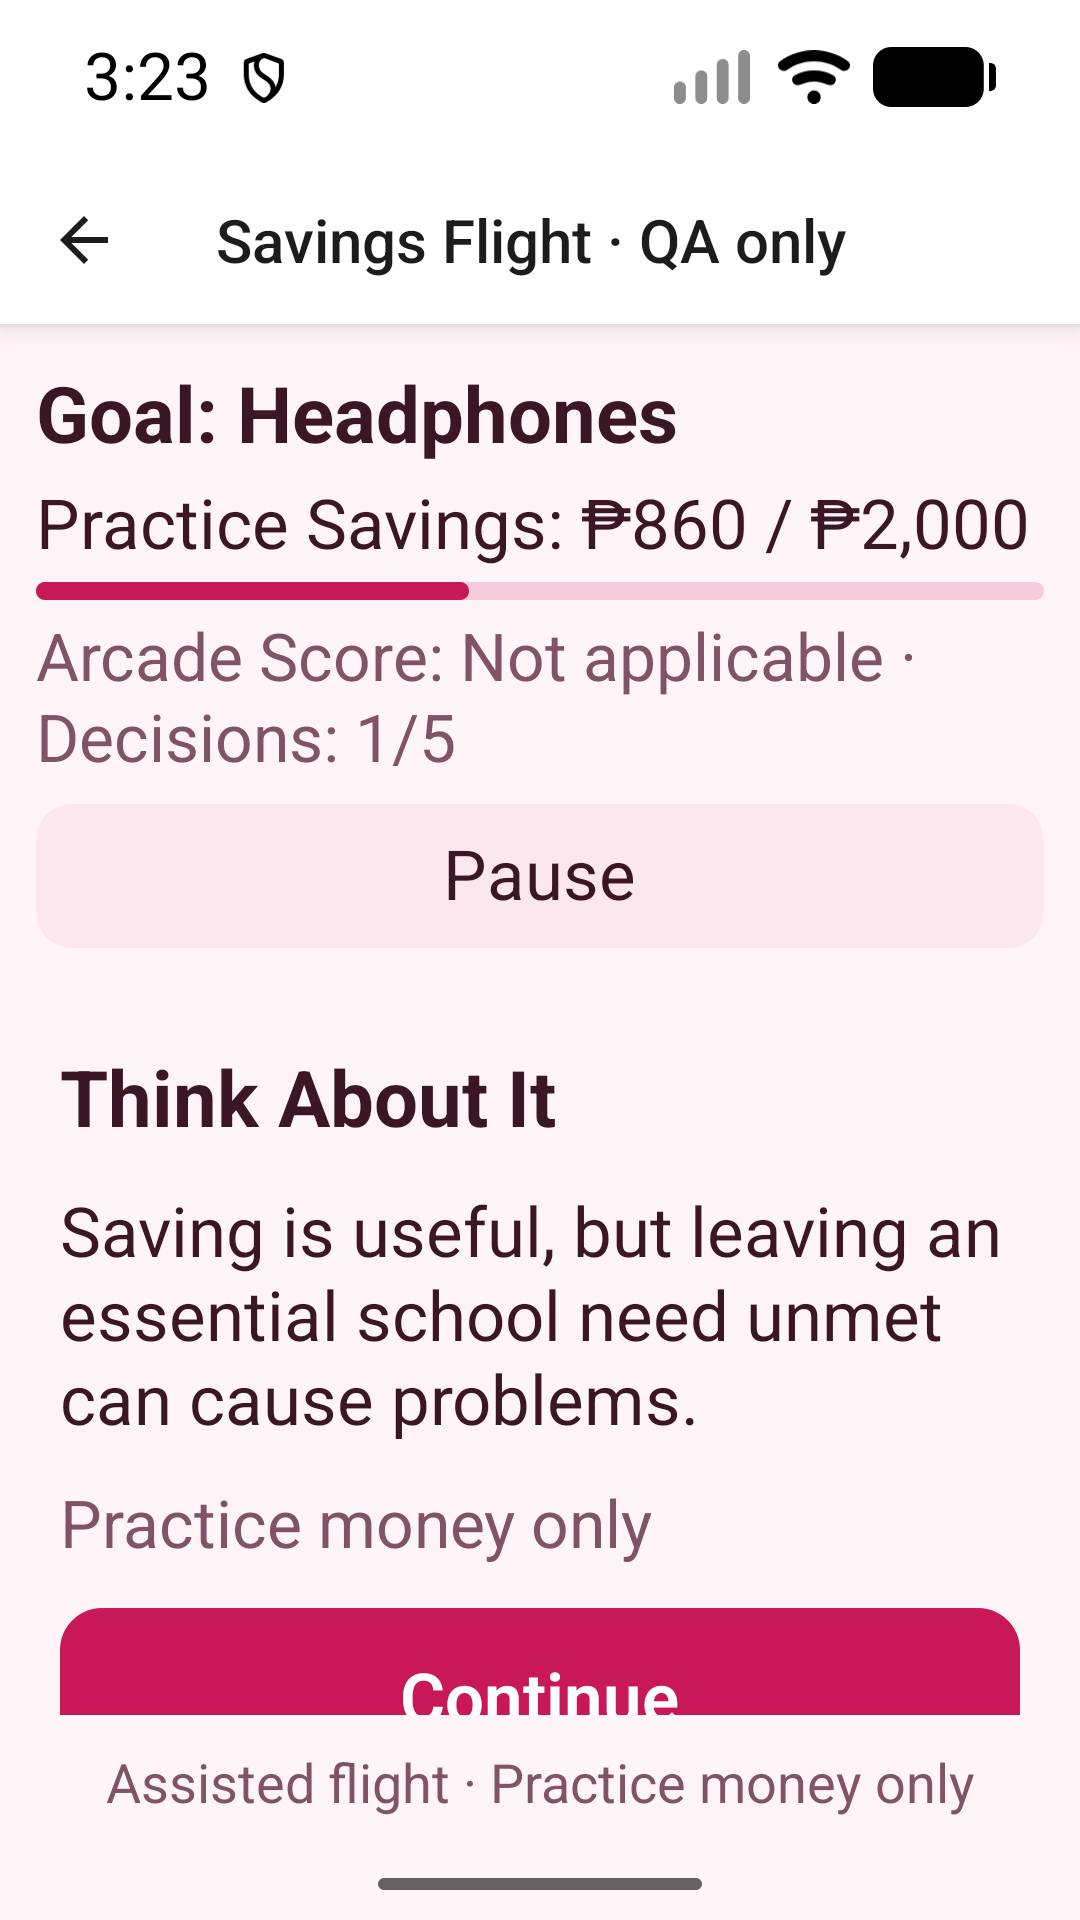 3:23
Savings Flight · QA only
Goal: Headphones
Practice Savings: ₱860 / ₱2,000
Arcade Score: Not applicable ·
Decisions: 1/5
Pause
Think About It
Saving is useful, but leaving an
essential school need unmet
can cause problems.
Practice money only
Continue
Assisted flight · Practice money only